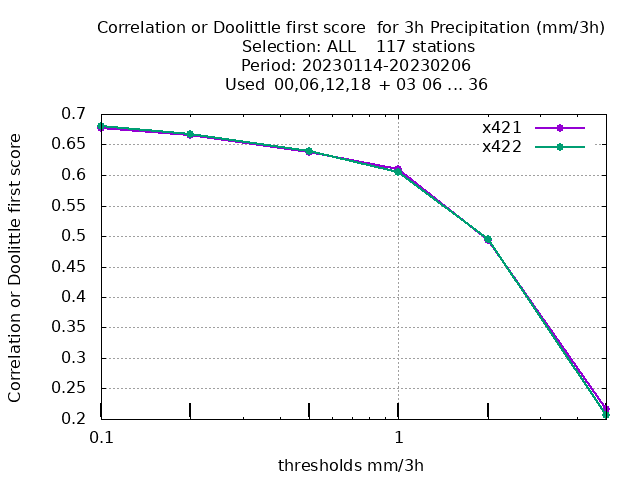 Correlation or Doolittle first score  for 3h Precipitation (mm/3h)
Selection: ALL    117 stations
Period: 20230114-20230206
Used  00,06,12,18 + 03 06 ... 36
x421
x422
Correlation or Doolittle first score
0.7
0.65
0.6
0.55
0.5
0.45
0.4
0.35
0.3
0.25
0.2
0.1
1
thresholds mm/3h